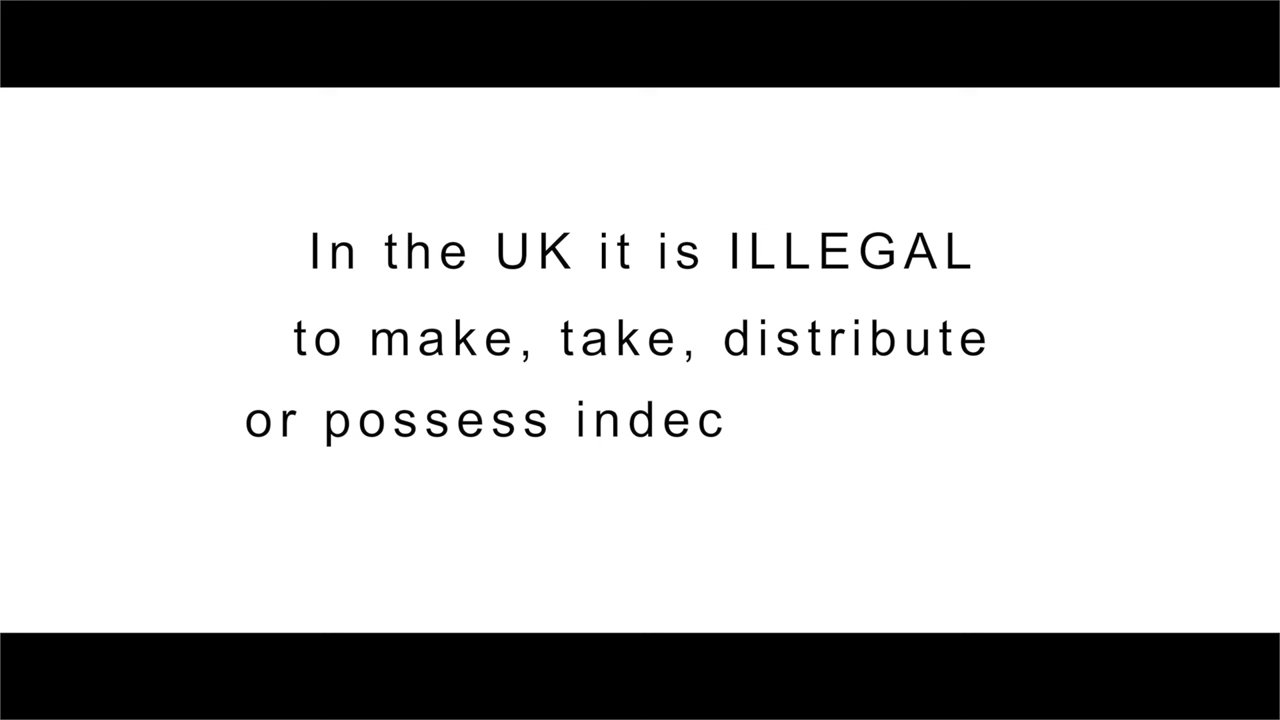 In the UK it is ILLEGAL
to make, take, distribute
or possess indec